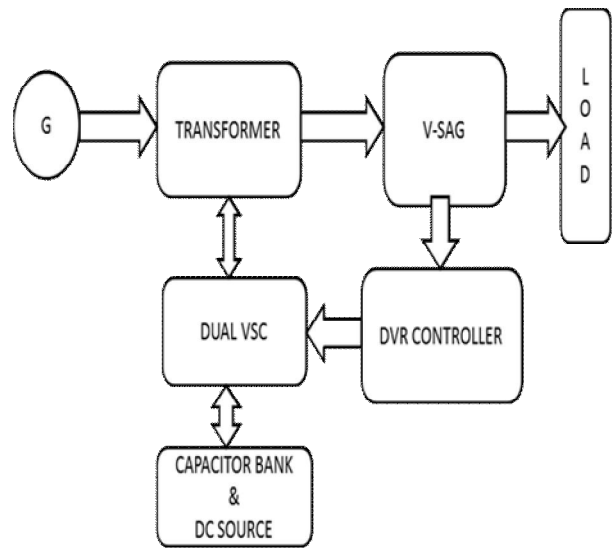 G
TRANSFORMER
V-SAG
L
O
A
D
DUAL VSC
DVR CONTROLLER
CAPACITOR BANK
&
DC SOURCE